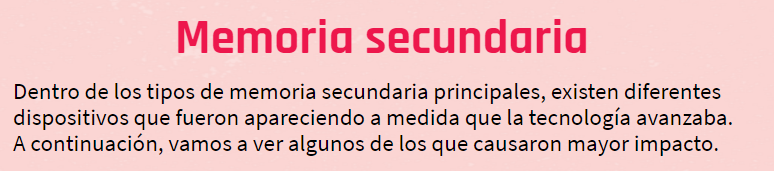 Memoria secundaria
Dentro de los tipos de memoria secundaria principales, existen diferentes
dispositivos que fueron apareciendo a medida que la tecnología avanzaba.
A continuación, vamos a ver algunos de los que causaron mayor impacto.